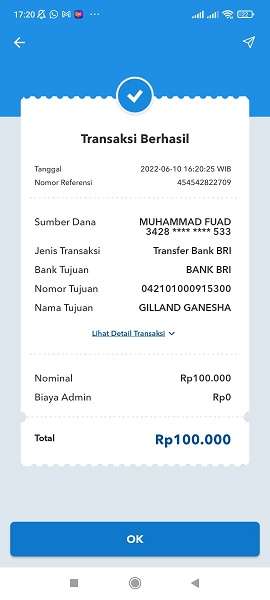 17:20
22
Transaksi Berhasil
Tanggal 2022-06-10 16:20:25 WIB
Nomor Referensi 454542822709
Sumber Dana MUHAMMAD FUAD
3428 **** **** 533
Jenis Transaksi Transfer Bank BRI
Bank Tujuan BANK BRI
Nomor Tujuan 042101000915300
Nama Tujuan GILLAND GANESHA
Lihat Detail Transaksi
Nominal Rp100.000
Biaya Admin Rp0
Total Rp100.000
OK